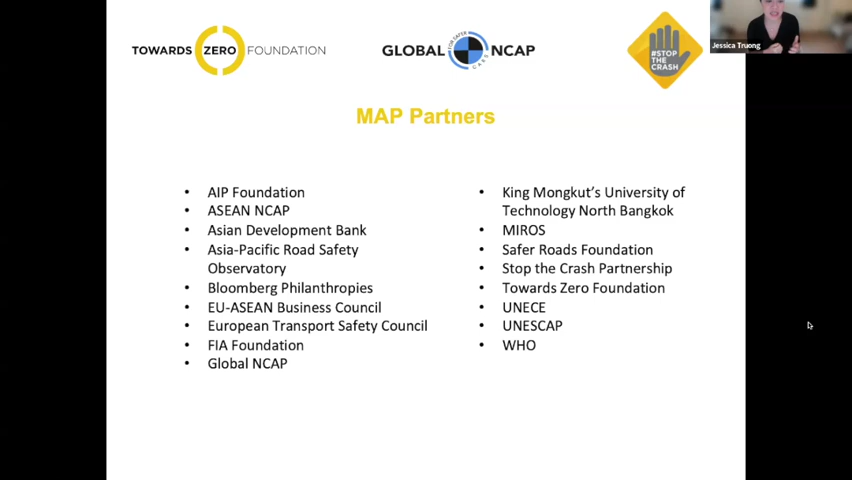 TOWARDS ZERO FOUNDATION
GLOBAL NCAP
FOR SAFER CARS
#STOP
THE
CRASH
Jessica Truong
MAP Partners
• AIP Foundation
• ASEAN NCAP
• Asian Development Bank
• Asia-Pacific Road Safety
Observatory
• Bloomberg Philanthropies
• EU-ASEAN Business Council
• European Transport Safety Council
• FIA Foundation
• Global NCAP
• King Mongkut's University of
Technology North Bangkok
• MIROS
• Safer Roads Foundation
• Stop the Crash Partnership
• Towards Zero Foundation
• UNECE
• UNESCAP
• WHO